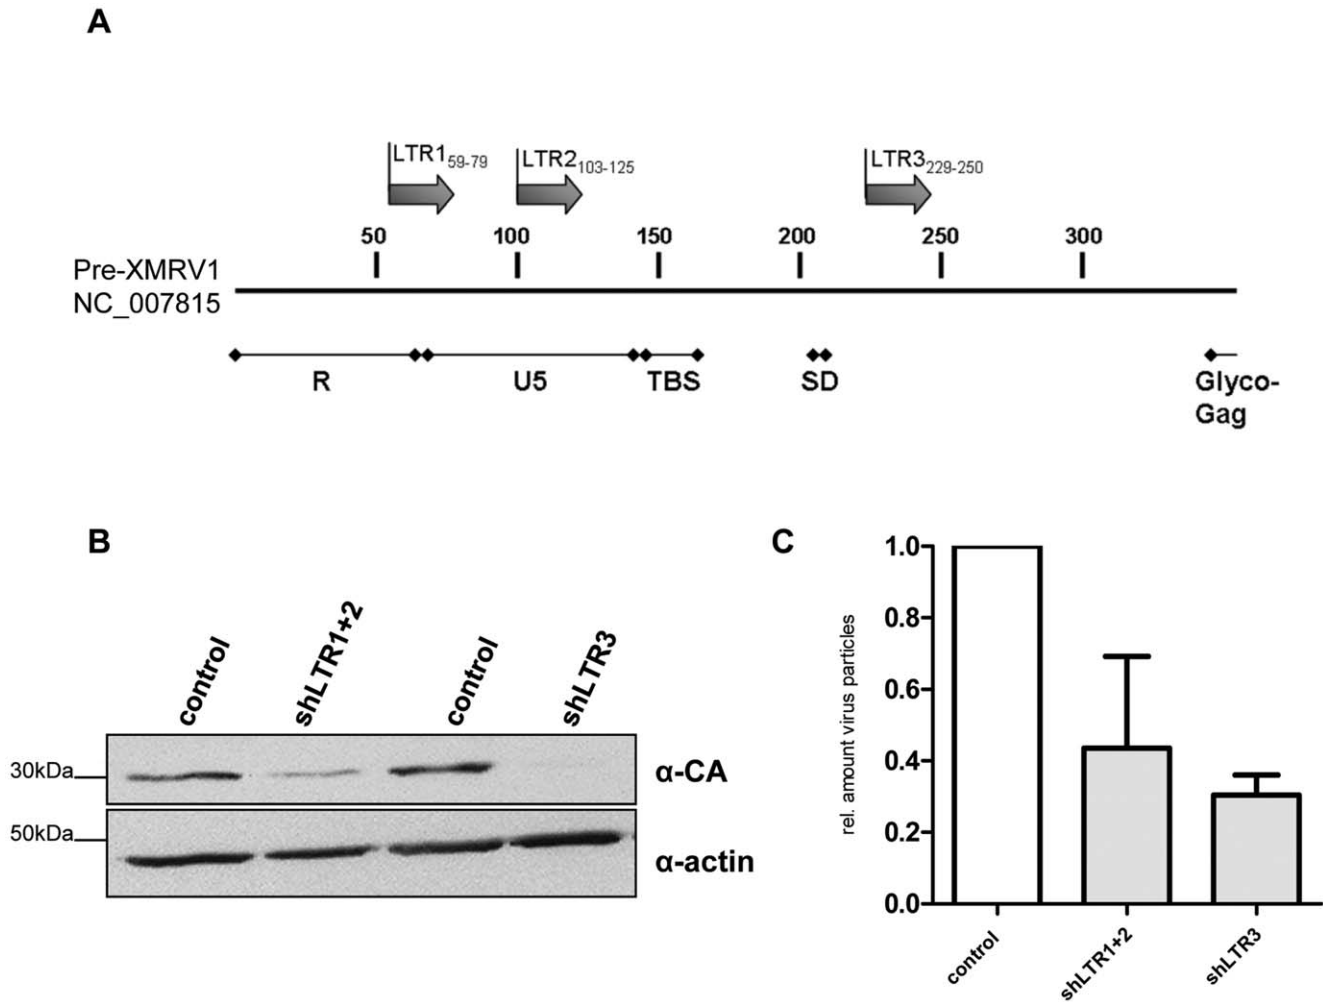 A
LTR1 59-79
LTR2 103-125
LTR3 229-250
50 100 150 200 250 300
Pre-XMRV1
NC_007815
R U5 TBS SD Glyco-
Gag
B
control shLTR1+2 control shLTR3
30kDa α-CA
50kDa α-actin
C
rel. amount virus particles
1.0
0.8
0.6
0.4
0.2
0.0
control shLTR1+2 shLTR3